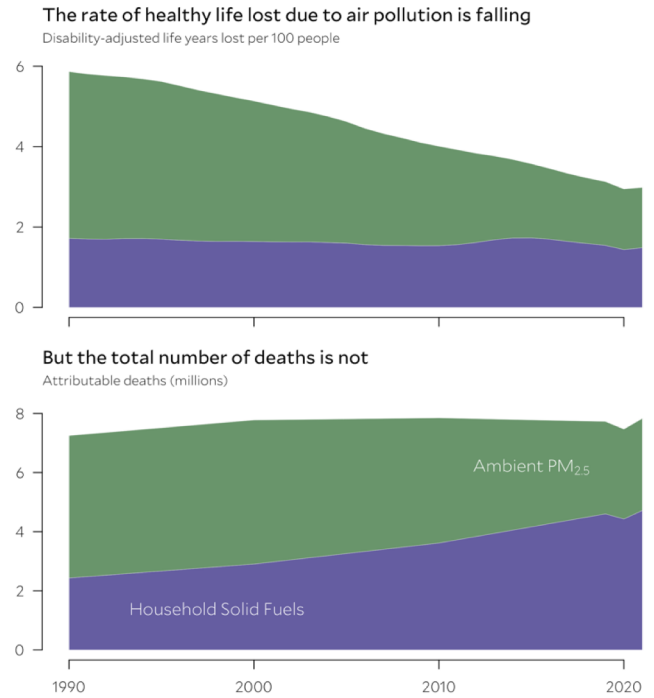 The rate of healthy life lost due to air pollution is falling
Disability-adjusted life years lost per 100 people
6
4
2
0
But the total number of deaths is not
Attributable deaths (millions)
8
6
4
2
0
Ambient PM2.5
Household Solid Fuels
1990 2000 2010 2020